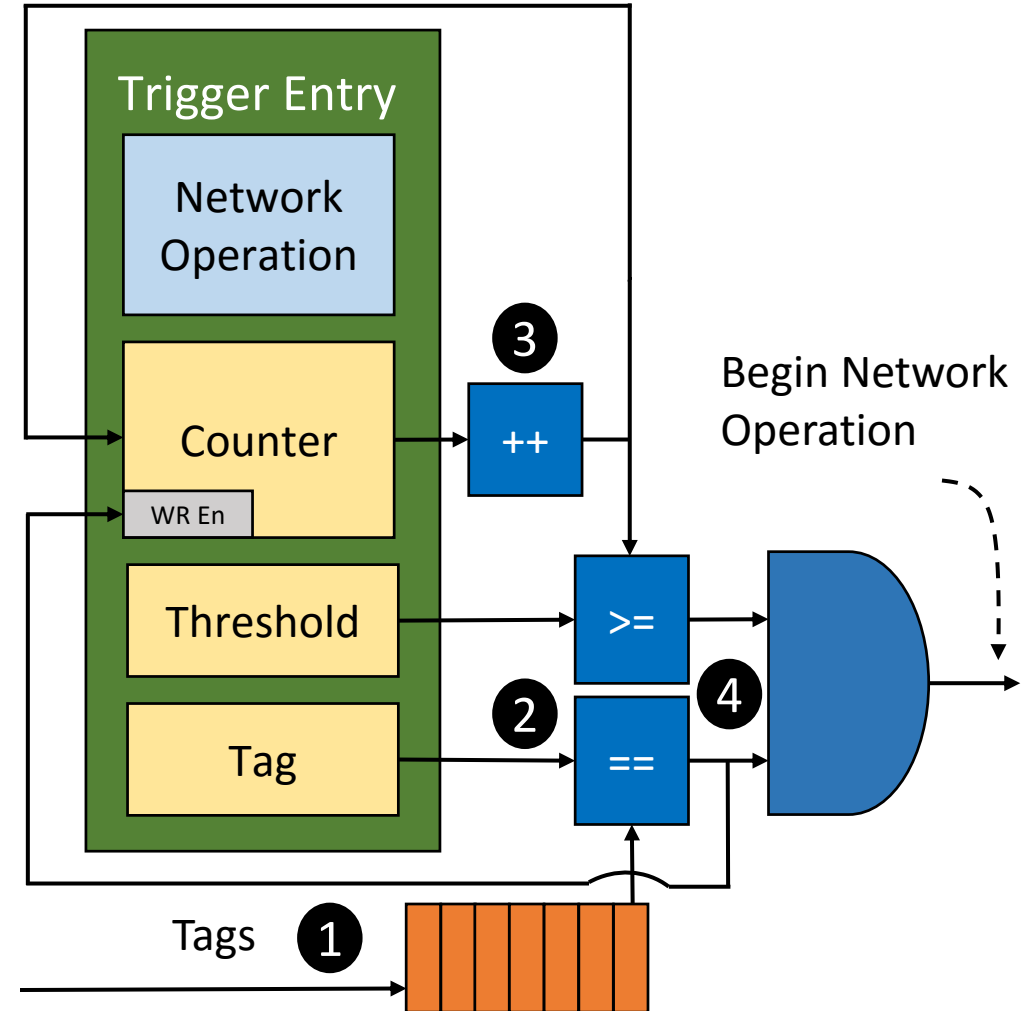 Trigger Entry
Network
Operation
3
Begin Network
Operation
Counter
++
WR En
Threshold
>=
2
4
Tag
==
Tags
1